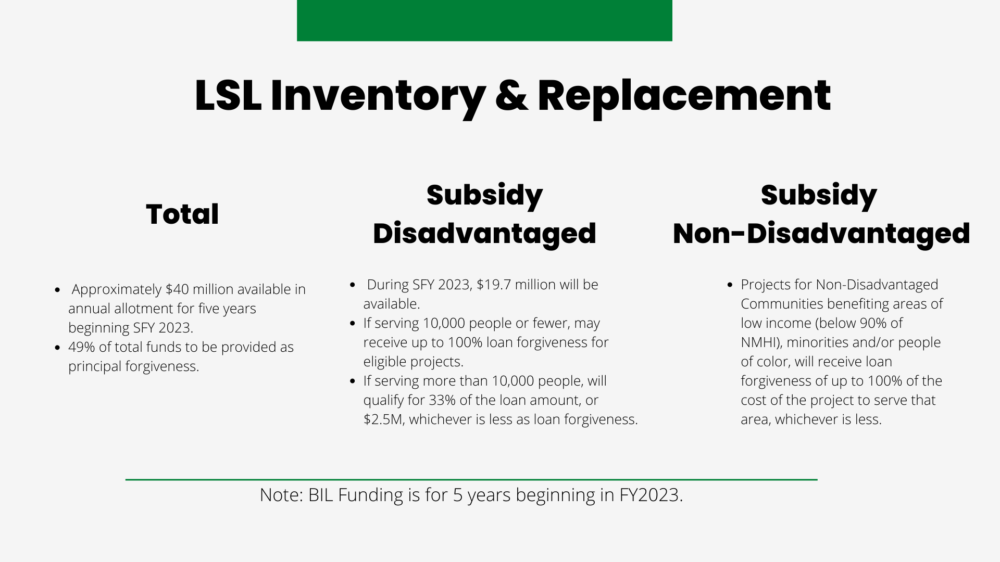 LSL Inventory & Replacement
Total
• Approximately $40 million available in
annual allotment for five years
beginning SFY 2023.
• 49% of total funds to be provided as
principal forgiveness.
Subsidy
Disadvantaged
• During SFY 2023, $19.7 million will be
available.
• If serving 10,000 people or fewer, may
receive up to 100% loan forgiveness for
eligible projects.
• If serving more than 10,000 people, will
qualify for 33% of the loan amount, or
$2.5M, whichever is less as loan forgiveness.
Subsidy
Non-Disadvantaged
• Projects for Non-Disadvantaged
Communities benefiting areas of
low income (below 90% of
NMHI), minorities and/or people
of color, will receive loan
forgiveness of up to 100% of the
cost of the project to serve that
area, whichever is less.
Note: BIL Funding is for 5 years beginning in FY2023.